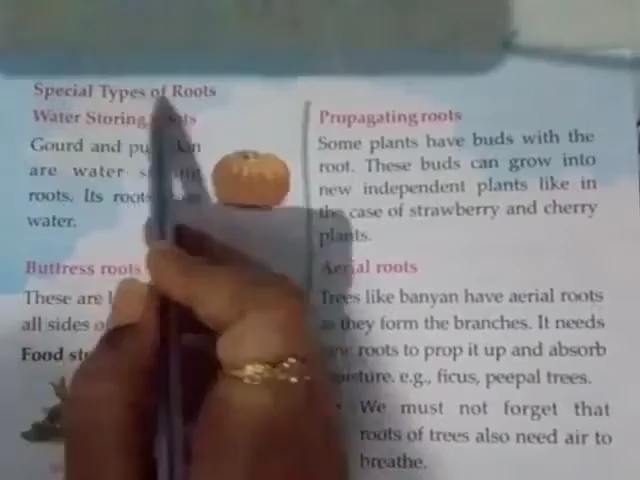 Special Types of Roots
Water Storing
Gourd and
are water
roots. Its
water.
Buttress roots
These are
all sides
Food
Propagating roots
Some plants have buds with the
root. These buds can grow into
new independent plants like in
the case of strawberry and cherry
plants.
Aerial roots
Trees like banyan have aerial roots
as they form the branches. It needs
roots to prop it up and absorb
moisture. e.g., ficus, peepal trees.
• We must not forget that
roots of trees also need air to
breathe.